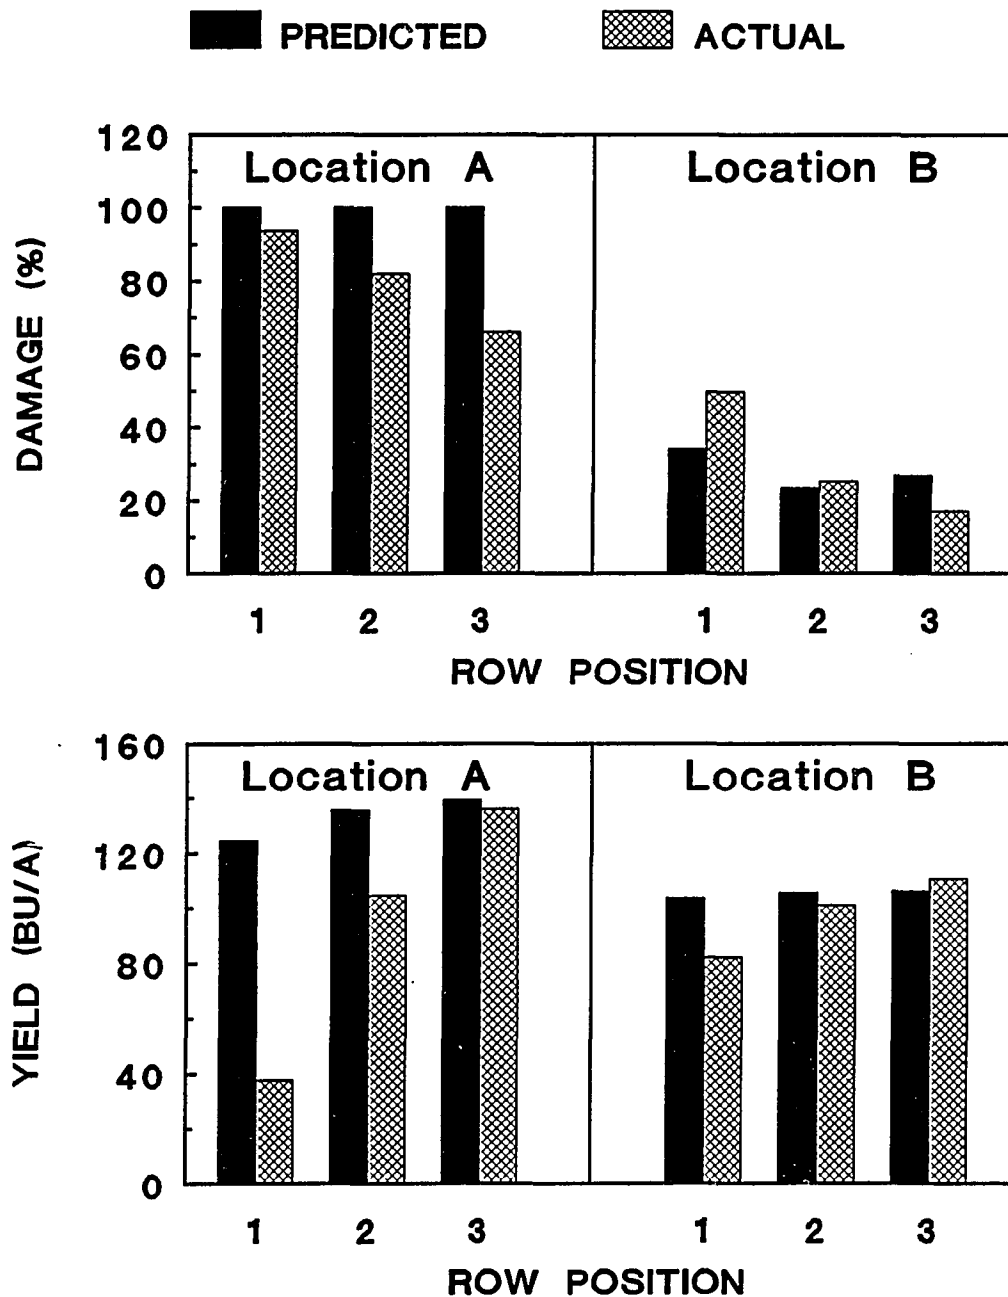 PREDICTED ACTUAL
120
100
80
60
40
20
0
DAMAGE (%)
Location A Location B
1 2 3 1 2 3
ROW POSITION
160
120
80
40
0
YIELD (BU/A)
Location A Location B
1 2 3 1 2 3
ROW POSITION